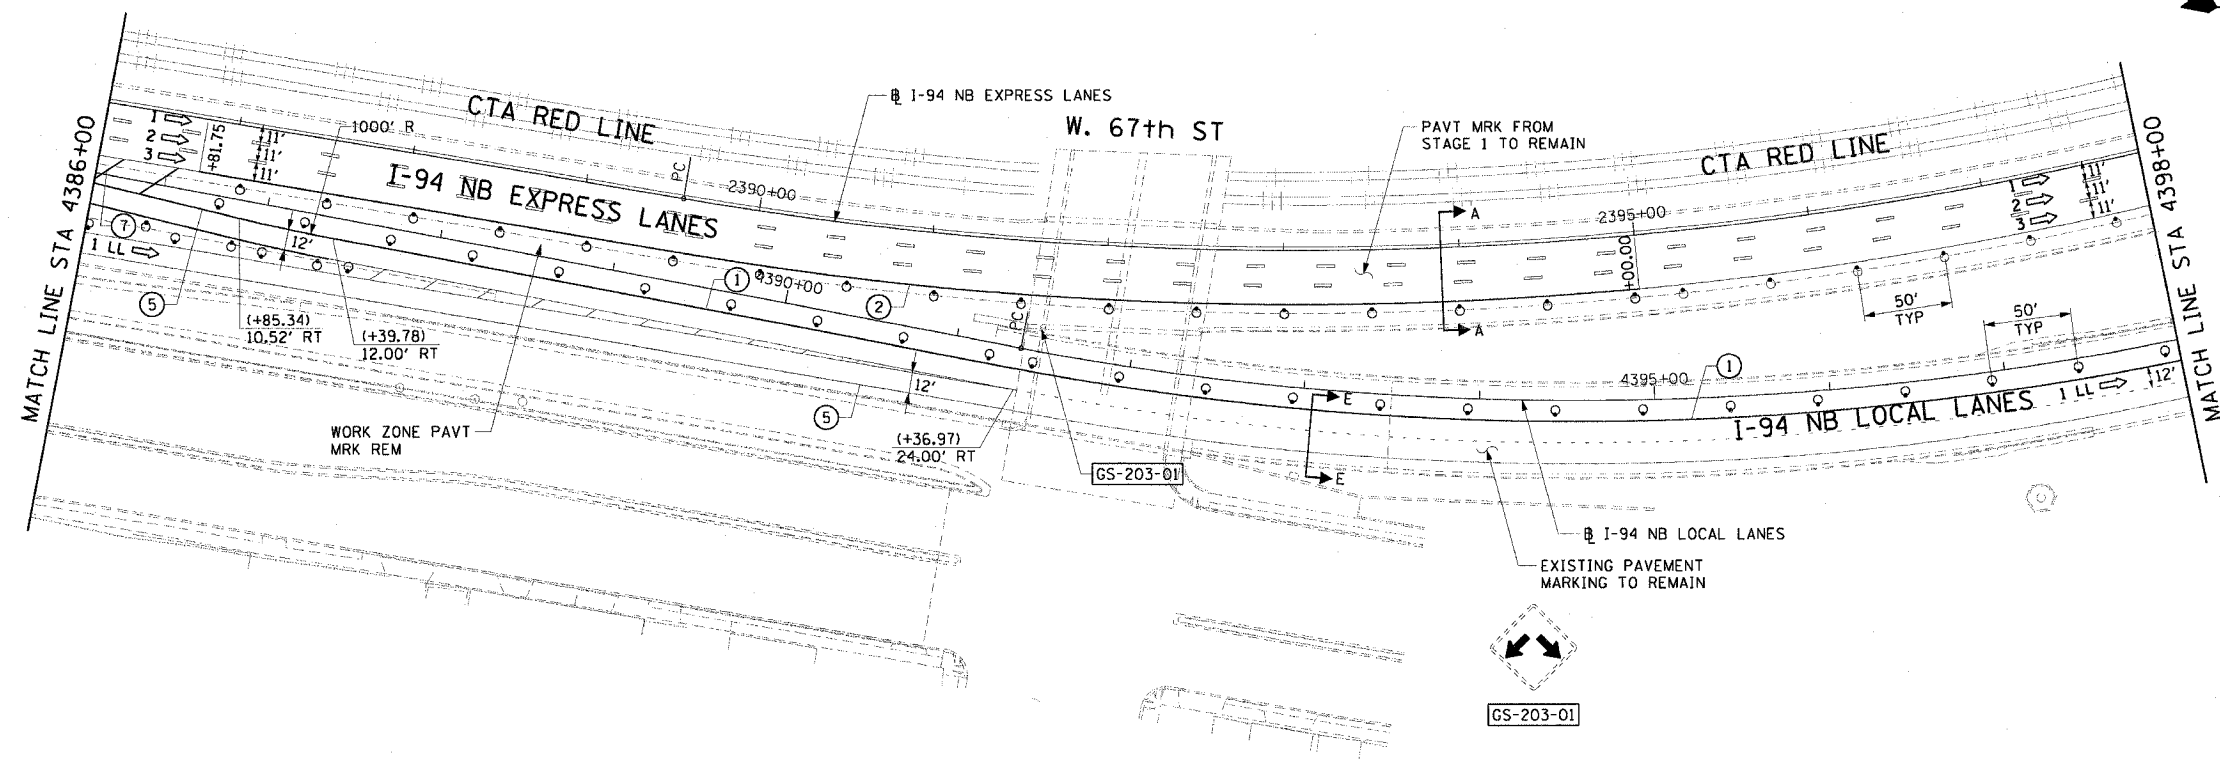 MATCH LINE STA 4386+00
1
2
3
+81.75
11'
11'
11'
1000' R
CTA RED LINE
I-94 NB EXPRESS LANES
PC
2390+00
℄ I-94 NB EXPRESS LANES
W. 67th ST
PAVT MRK FROM
STAGE 1 TO REMAIN
CTA RED LINE
A
A
2395+00
+00.00
1
2
3
11'
11'
11'
MATCH LINE STA 4398+00
7
1 LL
5
12'
(+85.34)
10.52' RT
(+39.78)
12.00' RT
1
4390+00
2
PC
50'
TYP
50'
TYP
WORK ZONE PAVT
MRK REM
5
12'
(+36.97)
24.00' RT
GS-203-01
E
E
4395+00
1
I-94 NB LOCAL LANES
1 LL
12'
℄ I-94 NB LOCAL LANES
EXISTING PAVEMENT
MARKING TO REMAIN
GS-203-01